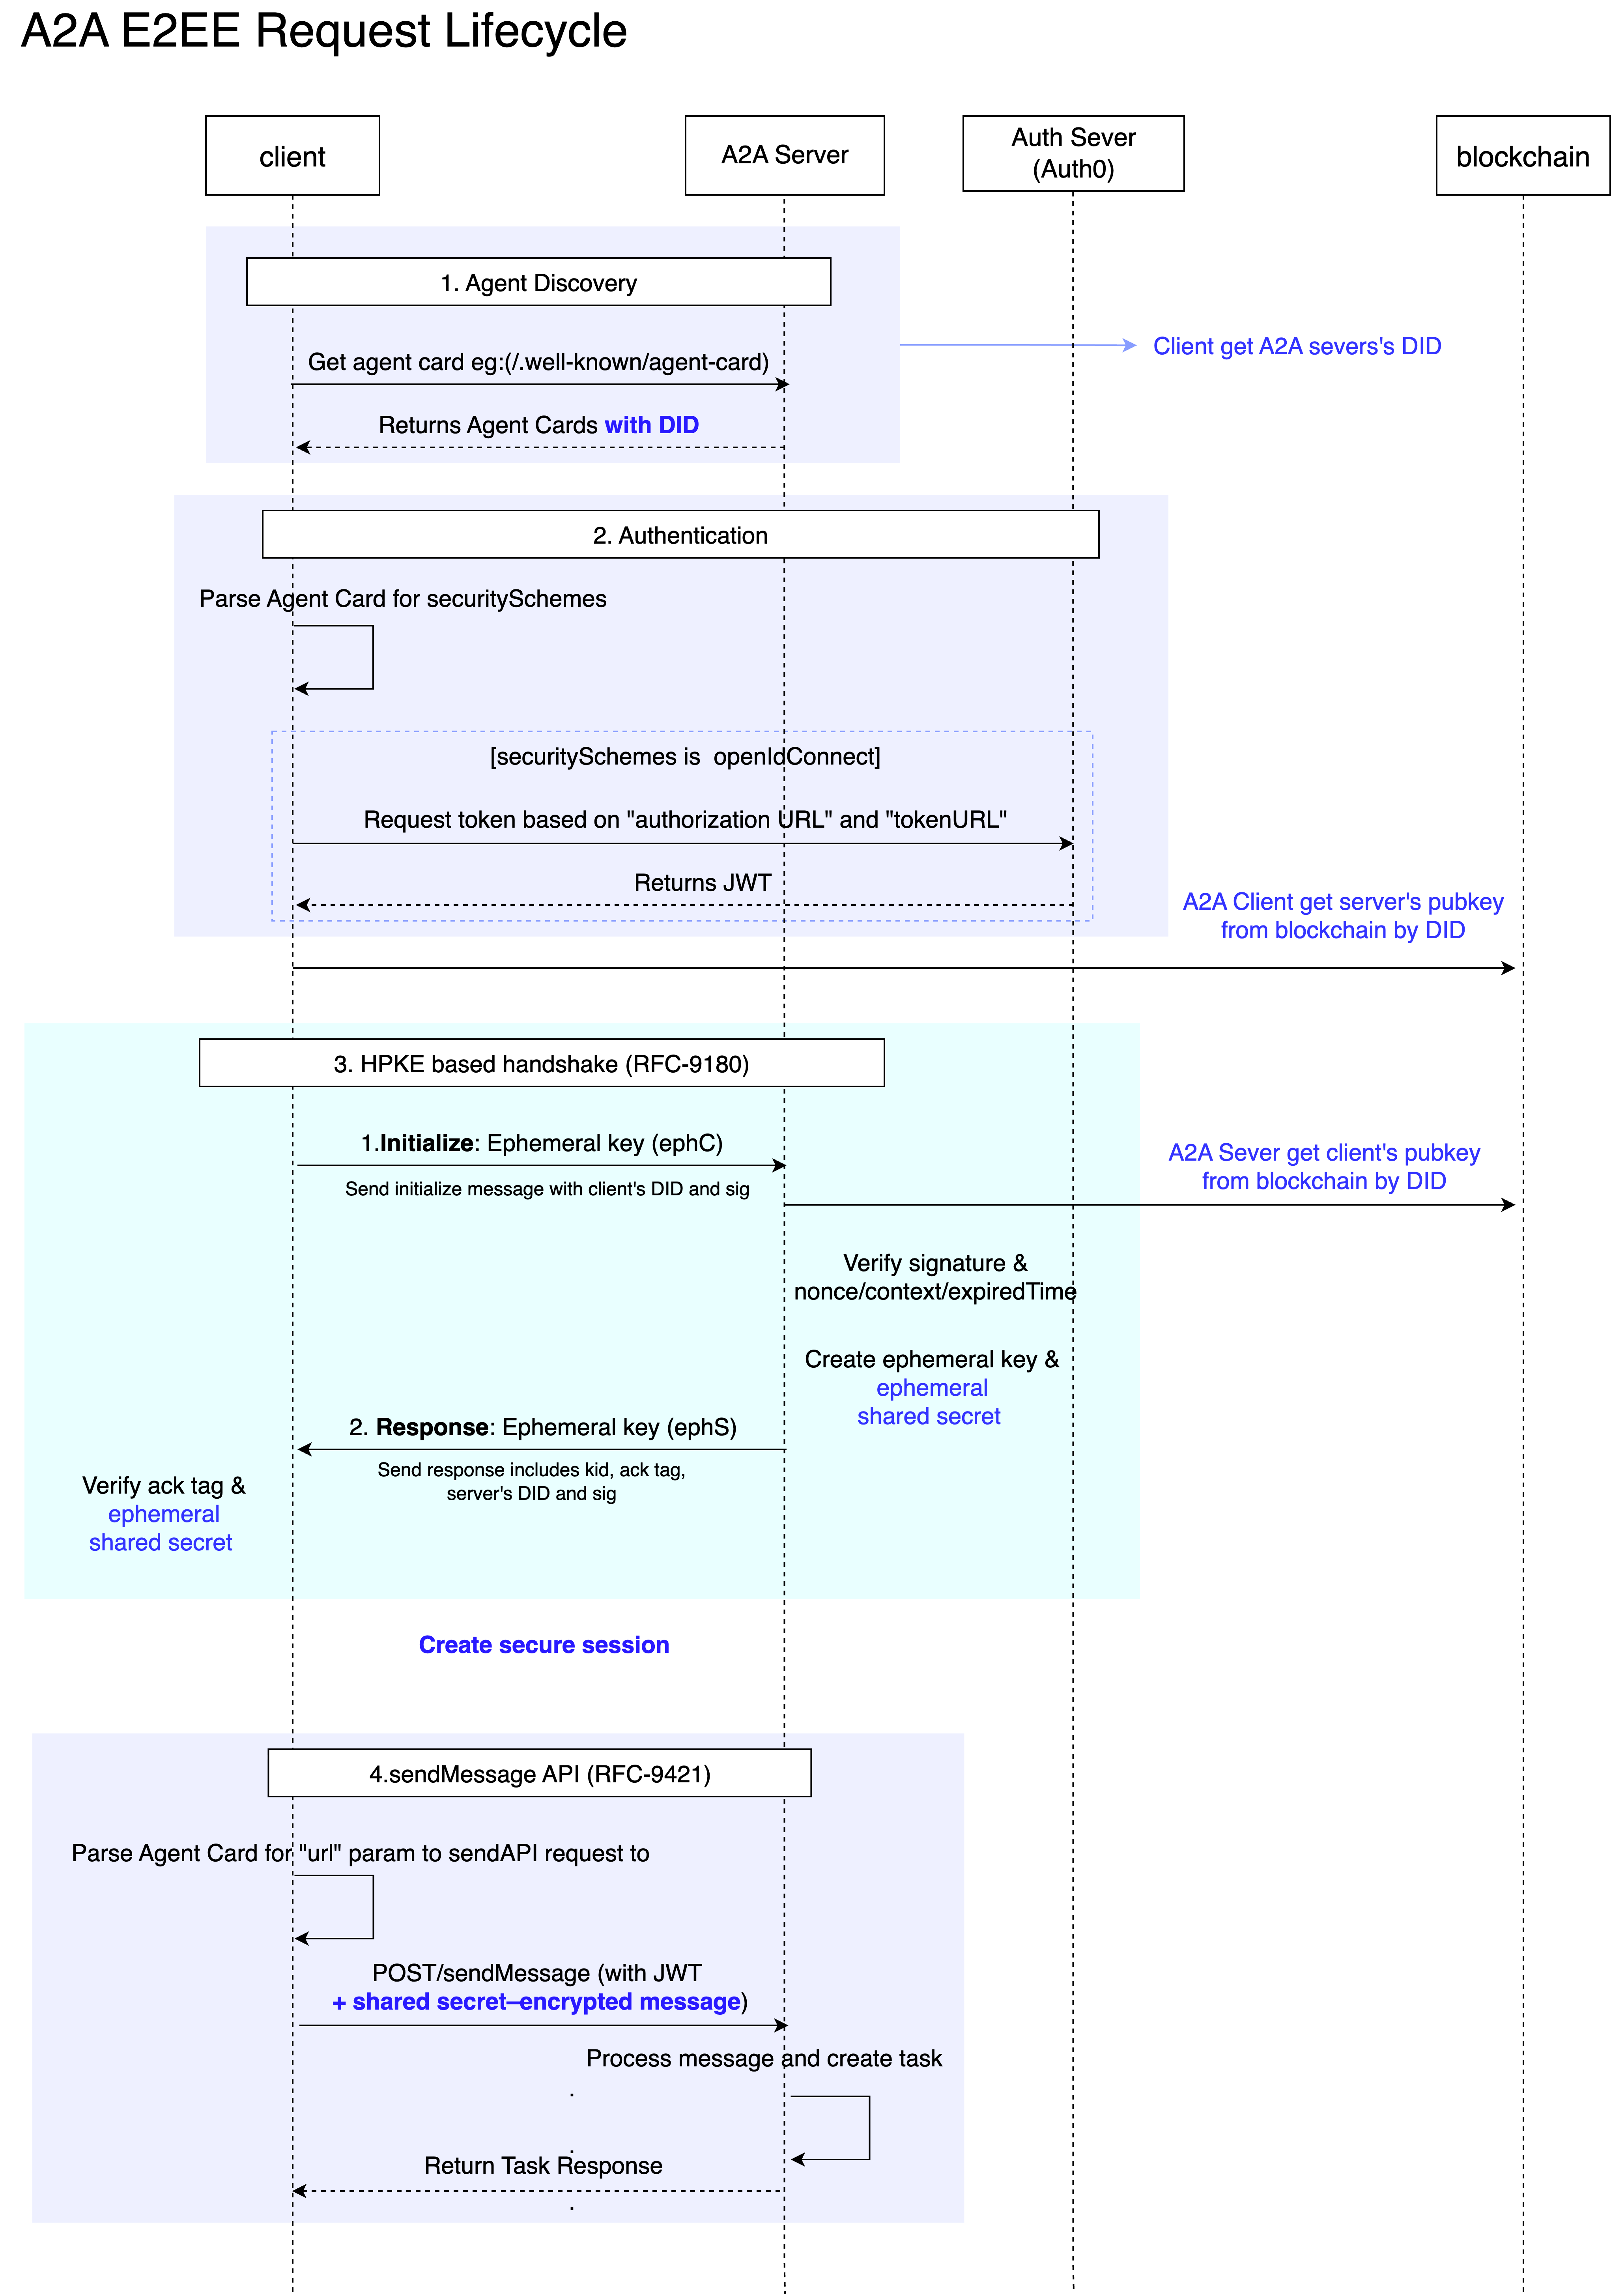 A2A E2EE Request Lifecycle
client
A2A Server
Auth Sever
(Auth0)
blockchain
1. Agent Discovery
Client get A2A severs's DID
Get agent card eg:(/.well-known/agent-card)
Returns Agent Cards with DID
2. Authentication
Parse Agent Card for securitySchemes
[securitySchemes is  openIdConnect]
Request token based on "authorization URL" and "tokenURL"
Returns JWT
A2A Client get server's pubkey
from blockchain by DID
3. HPKE based handshake (RFC-9180)
1.Initialize: Ephemeral key (ephC)
Send initialize message with client's DID and sig
A2A Sever get client's pubkey
from blockchain by DID
Verify signature &
nonce/context/expiredTime
Create ephemeral key &
ephemeral
shared secret
2. Response: Ephemeral key (ephS)
Send response includes kid, ack tag,
server's DID and sig
Verify ack tag &
ephemeral
shared secret
Create secure session
4.sendMessage API (RFC-9421)
Parse Agent Card for "url" param to sendAPI request to
POST/sendMessage (with JWT
+ shared secret–encrypted message)
Process message and create task
.
.
Return Task Response
.